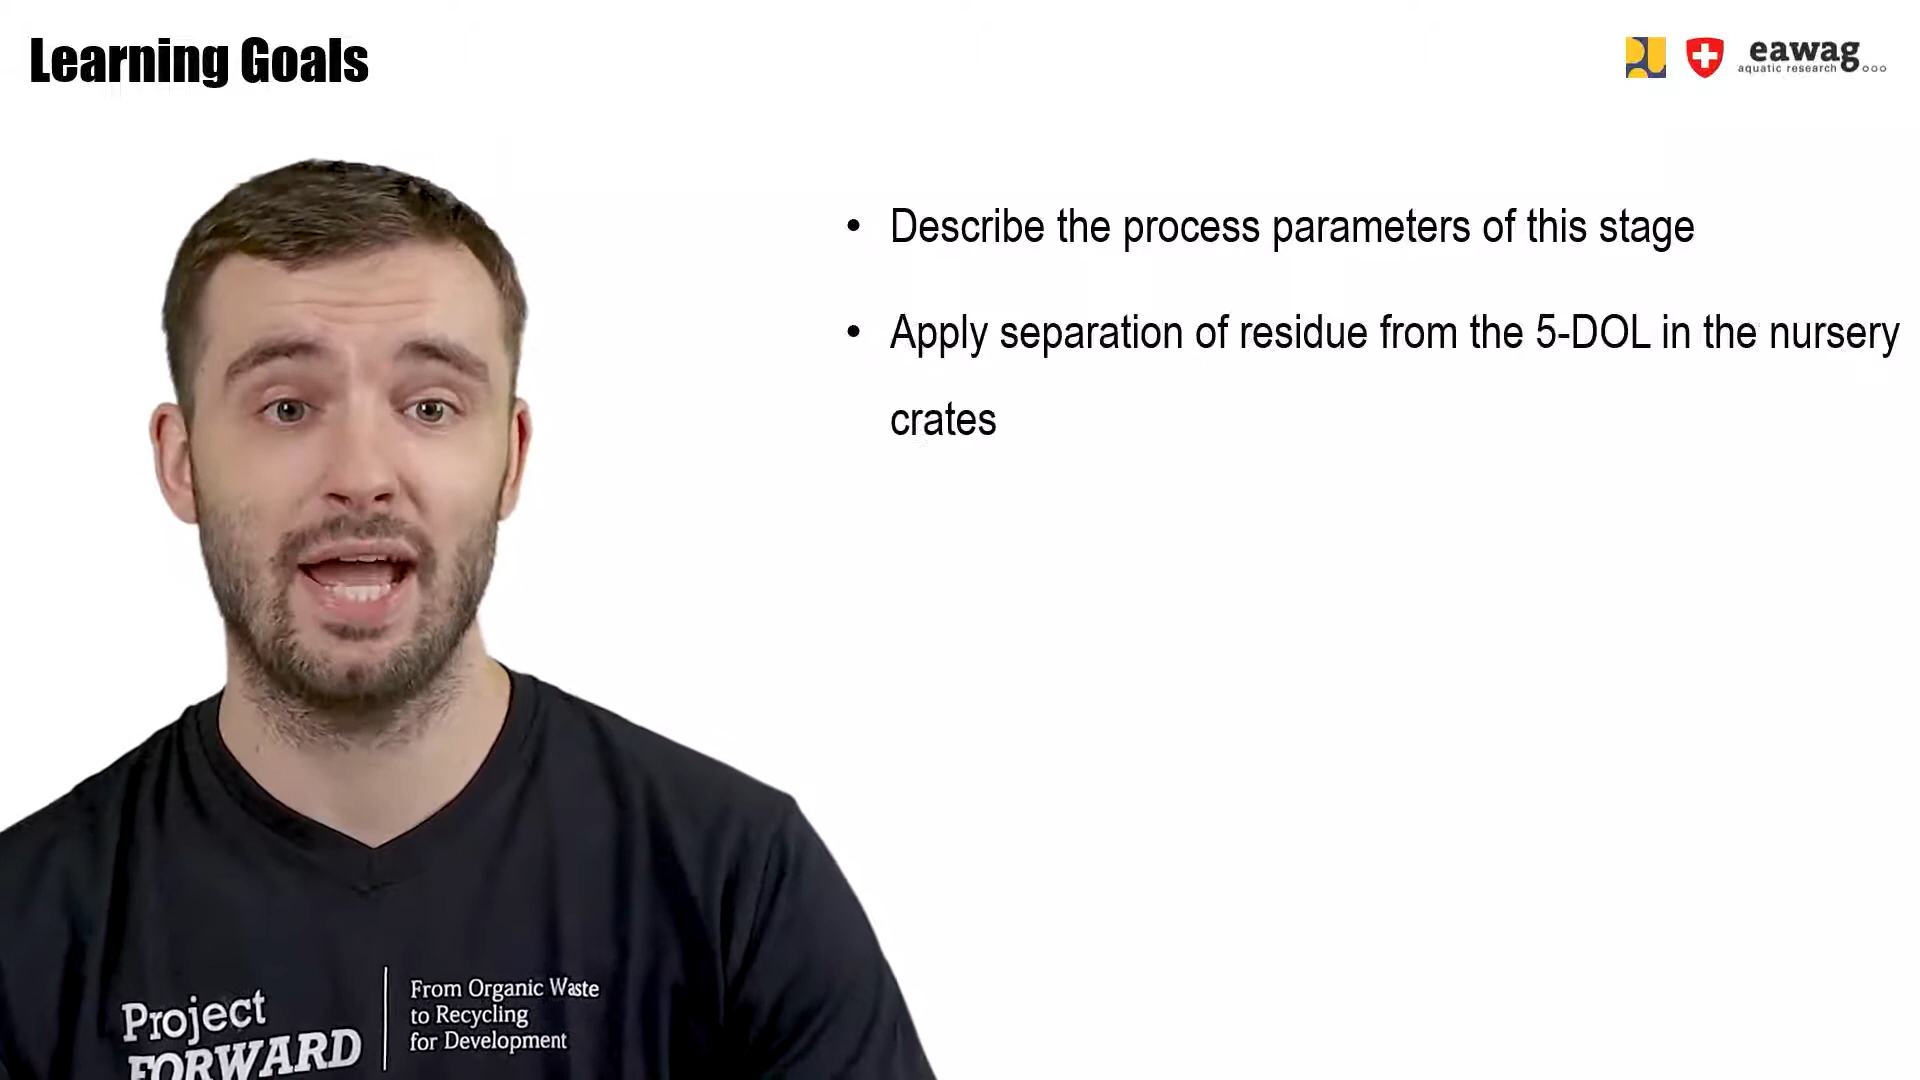 Learning Goals
eawag
aquatic research
• Describe the process parameters of this stage
• Apply separation of residue from the 5-DOL in the nursery
crates
Project
FORWARD
From Organic Waste
to Recycling
for Development